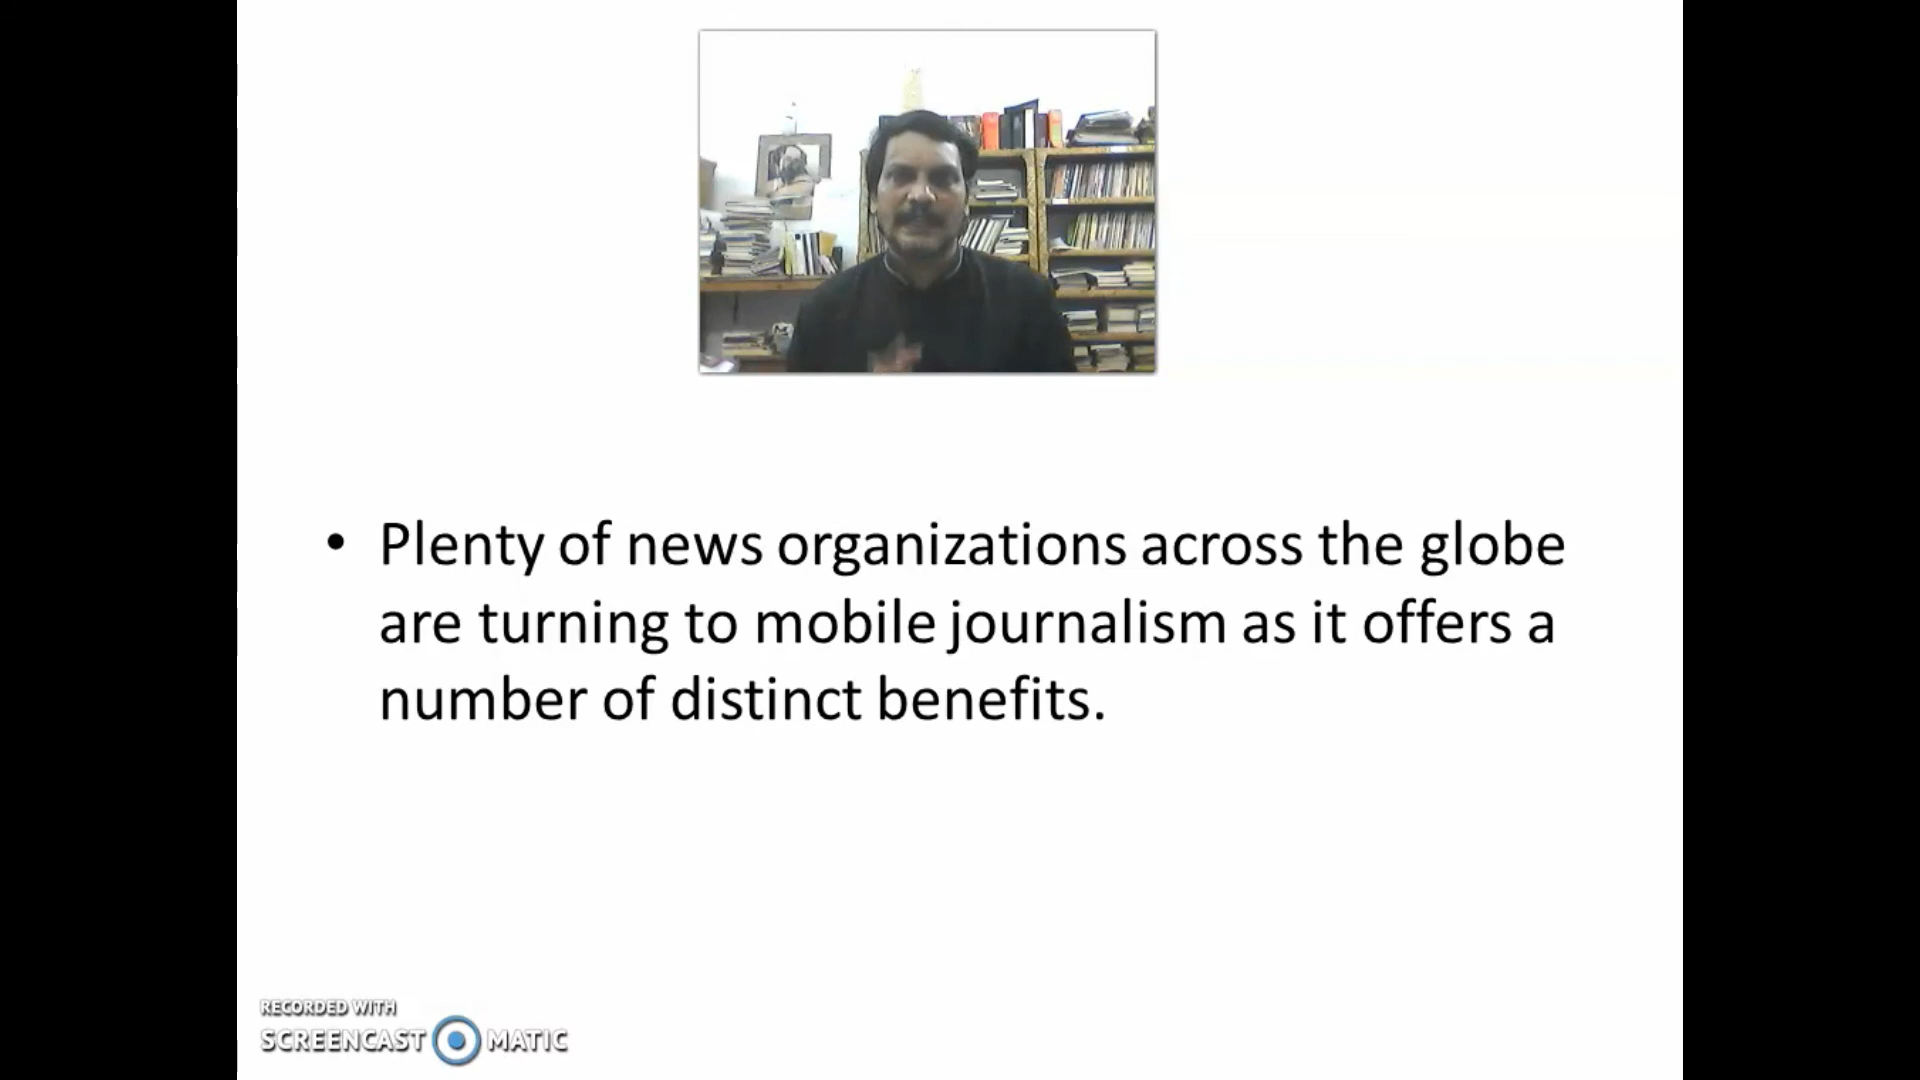 • Plenty of news organizations across the globe
are turning to mobile journalism as it offers a
number of distinct benefits.
RECORDED WITH
SCREENCAST MATIC